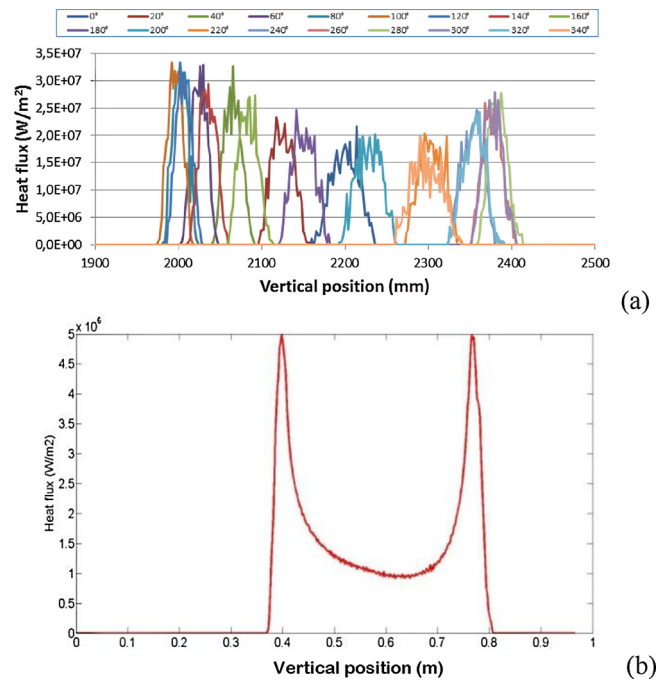 0° 20° 40° 60° 80° 100° 120° 140° 160°
180° 200° 220° 240° 260° 280° 300° 320° 340°
3,5E+07
3,0E+07
2,5E+07
2,0E+07
1,5E+07
1,0E+07
5,0E+06
0,0E+00
Heat flux (W/m²)
1900 2000 2100 2200 2300 2400 2500
Vertical position (mm)
(a)
x 10⁶
5
4.5
4
3.5
3
2.5
2
1.5
1
0.5
0
Heat flux (W/m2)
0 0.1 0.2 0.3 0.4 0.5 0.6 0.7 0.8 0.9 1
Vertical position (m)
(b)